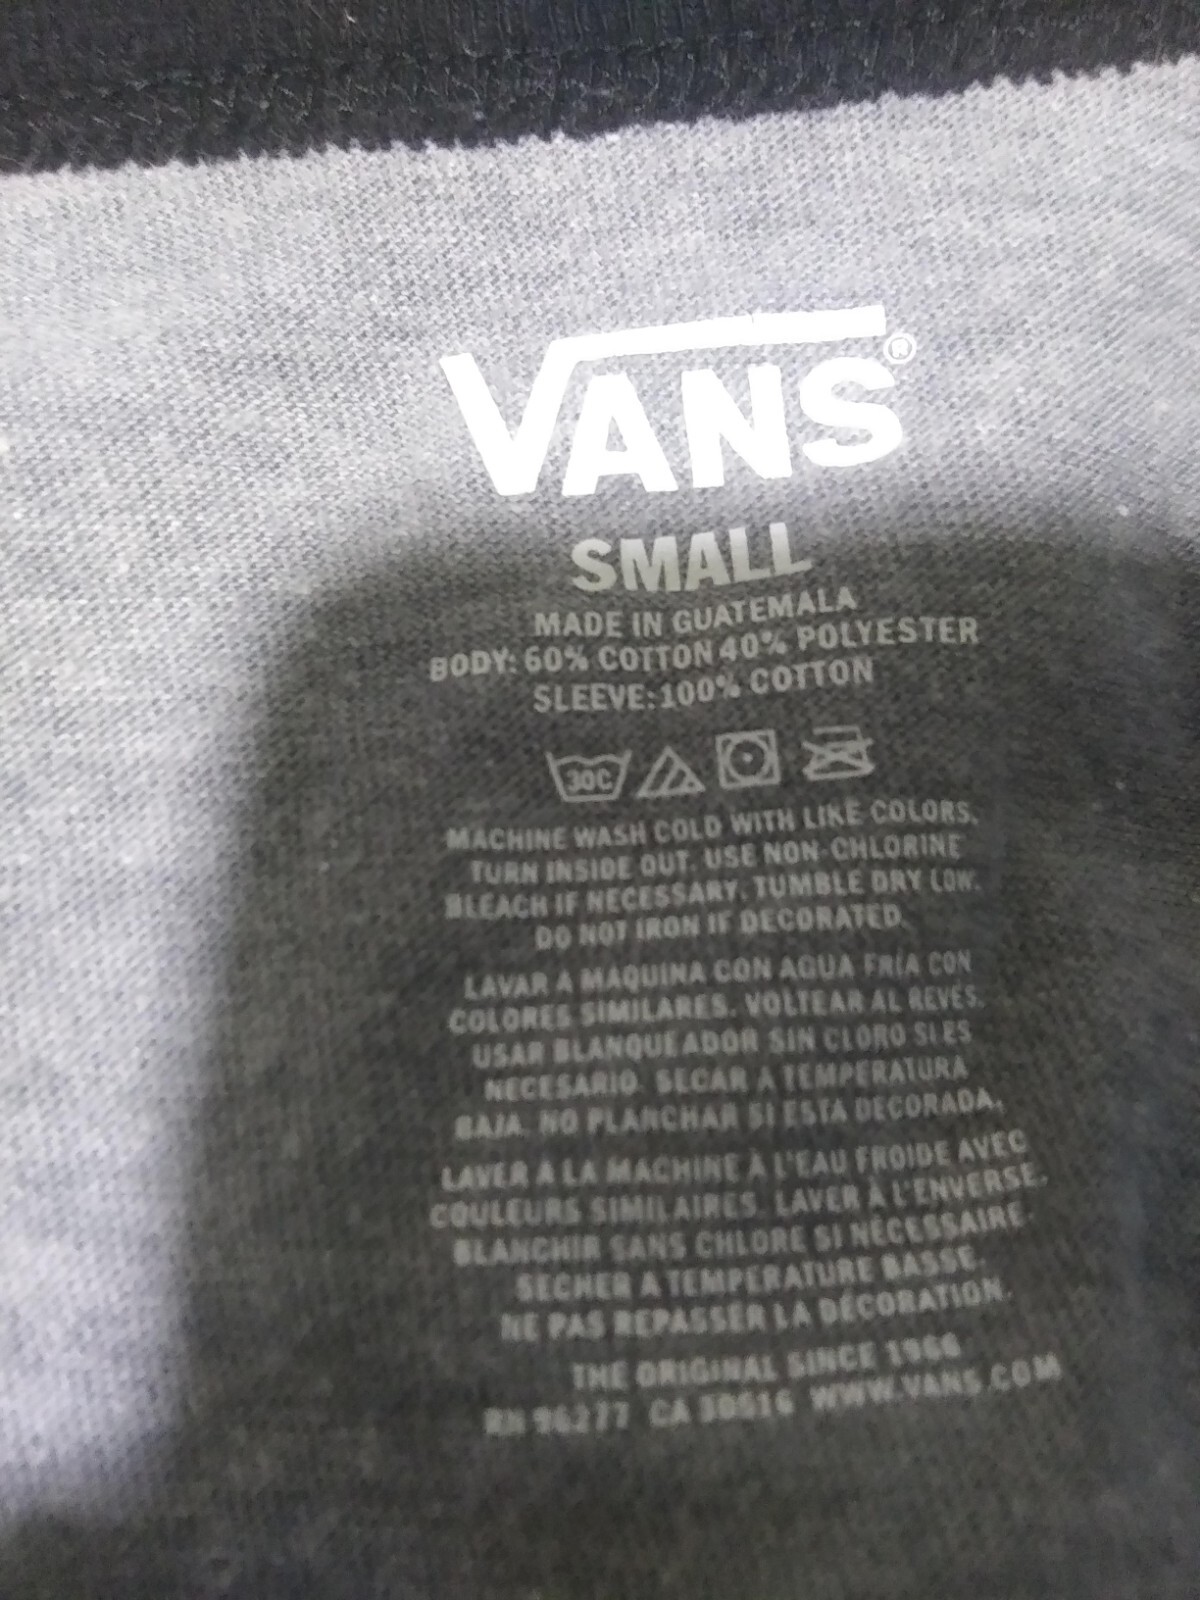 VANS®
SMALL
MADE IN GUATEMALA
BODY: 60% COTTON 40% POLYESTER
SLEEVE: 100% COTTON
30C
MACHINE WASH COLD WITH LIKE COLORS.
TURN INSIDE OUT. USE NON-CHLORINE
BLEACH IF NECESSARY. TUMBLE DRY LOW.
DO NOT IRON IF DECORATED.
LAVAR A MAQUINA CON AGUA FRÍA CON
COLORES SIMILARES. VOLTEAR AL REVÉS.
USAR BLANQUEADOR SIN CLORO SI ES
NECESARIO. SECAR A TEMPERATURA
BAJA. NO PLANCHAR SI ESTA DECORADA.
LAVER A LA MACHINE À L'EAU FROIDE AVEC
COULEURS SIMILAIRES. LAVER À L'ENVERSE.
BLANCHIR SANS CHLORE SI NÉCESSAIRE.
SECHER A TEMPERATURE BASSE.
NE PAS REPASSER LA DÉCORATION.
THE ORIGINAL SINCE 1966
RN 96277 CA 30516 WWW.VANS.COM